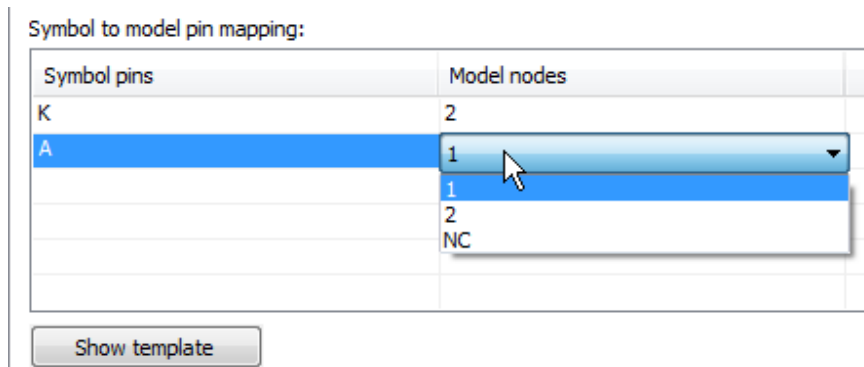 Symbol to model pin mapping:
Symbol pins Model nodes
K 2
A 1
1
2
NC
Show template